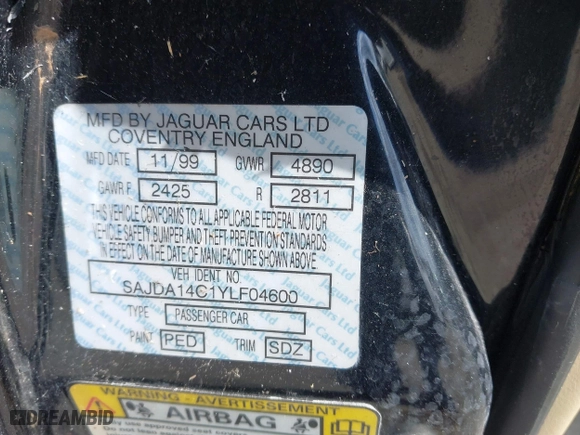 MFD BY JAGUAR CARS LTD
COVENTRY ENGLAND
MFD DATE 11/99 GVWR 4890
GAWR F 2425 R 2811
THIS VEHICLE CONFORMS TO ALL APPLICABLE FEDERAL MOTOR
VEHICLE SAFETY BUMPER AND THEFT PREVENTION STANDARDS
IN EFFECT ON THE DATE OF MANUFACTURE SHOWN ABOVE
VEH IDENT NO.
SAJDA14C1YLF04600
TYPE PASSENGER CAR
PAINT PED TRIM SDZ
WARNING - AVERTISSEMENT
AIRBAG
DREAMBID